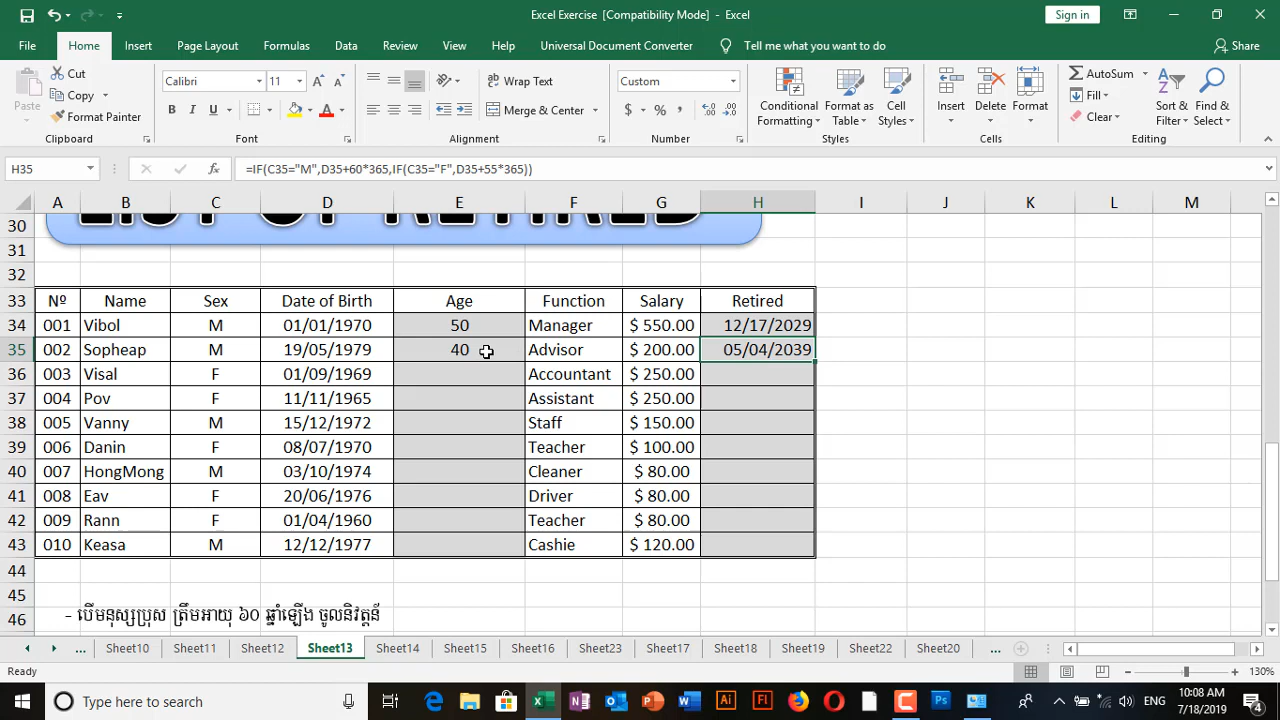 Excel Exercise [Compatibility Mode] - Excel
Sign in
File Home Insert Page Layout Formulas Data Review View Help Universal Document Converter Tell me what you want to do Share
Cut
Calibri 11 Wrap Text Custom AutoSum
Paste Copy Conditional Formatting Format as Table Cell Styles Insert Delete Format Fill Sort & Filter Find & Select
Format Painter B I U A Merge & Center $ % , Clear
Clipboard Font Alignment Number Styles Cells Editing
H35 fx =IF(C35="M",D35+60*365,IF(C35="F",D35+55*365))
A B C D E F G H I J K L M
30 LIST OF RETIRED
31
32
33 Nº Name Sex Date of Birth Age Function Salary Retired
34 001 Vibol M 01/01/1970 50 Manager $ 550.00 12/17/2029
35 002 Sopheap M 19/05/1979 40 Advisor $ 200.00 05/04/2039
36 003 Visal F 01/09/1969 Accountant $ 250.00
37 004 Pov F 11/11/1965 Assistant $ 250.00
38 005 Vanny M 15/12/1972 Staff $ 150.00
39 006 Danin F 08/07/1970 Teacher $ 100.00
40 007 HongMong M 03/10/1974 Cleaner $ 80.00
41 008 Eav F 20/06/1976 Driver $ 80.00
42 009 Rann F 01/04/1960 Teacher $ 80.00
43 010 Keasa M 12/12/1977 Cashie $ 120.00
44
45
46 - បើមនុស្សប្រុស ត្រឹមអាយុ ៦០ ឆ្នាំឡើង ចូលនិវត្តន៍
... Sheet10 Sheet11 Sheet12 Sheet13 Sheet14 Sheet15 Sheet16 Sheet23 Sheet17 Sheet18 Sheet19 Sheet22 Sheet20 ...
Ready 130%
Type here to search ENG 10:08 AM
7/18/2019